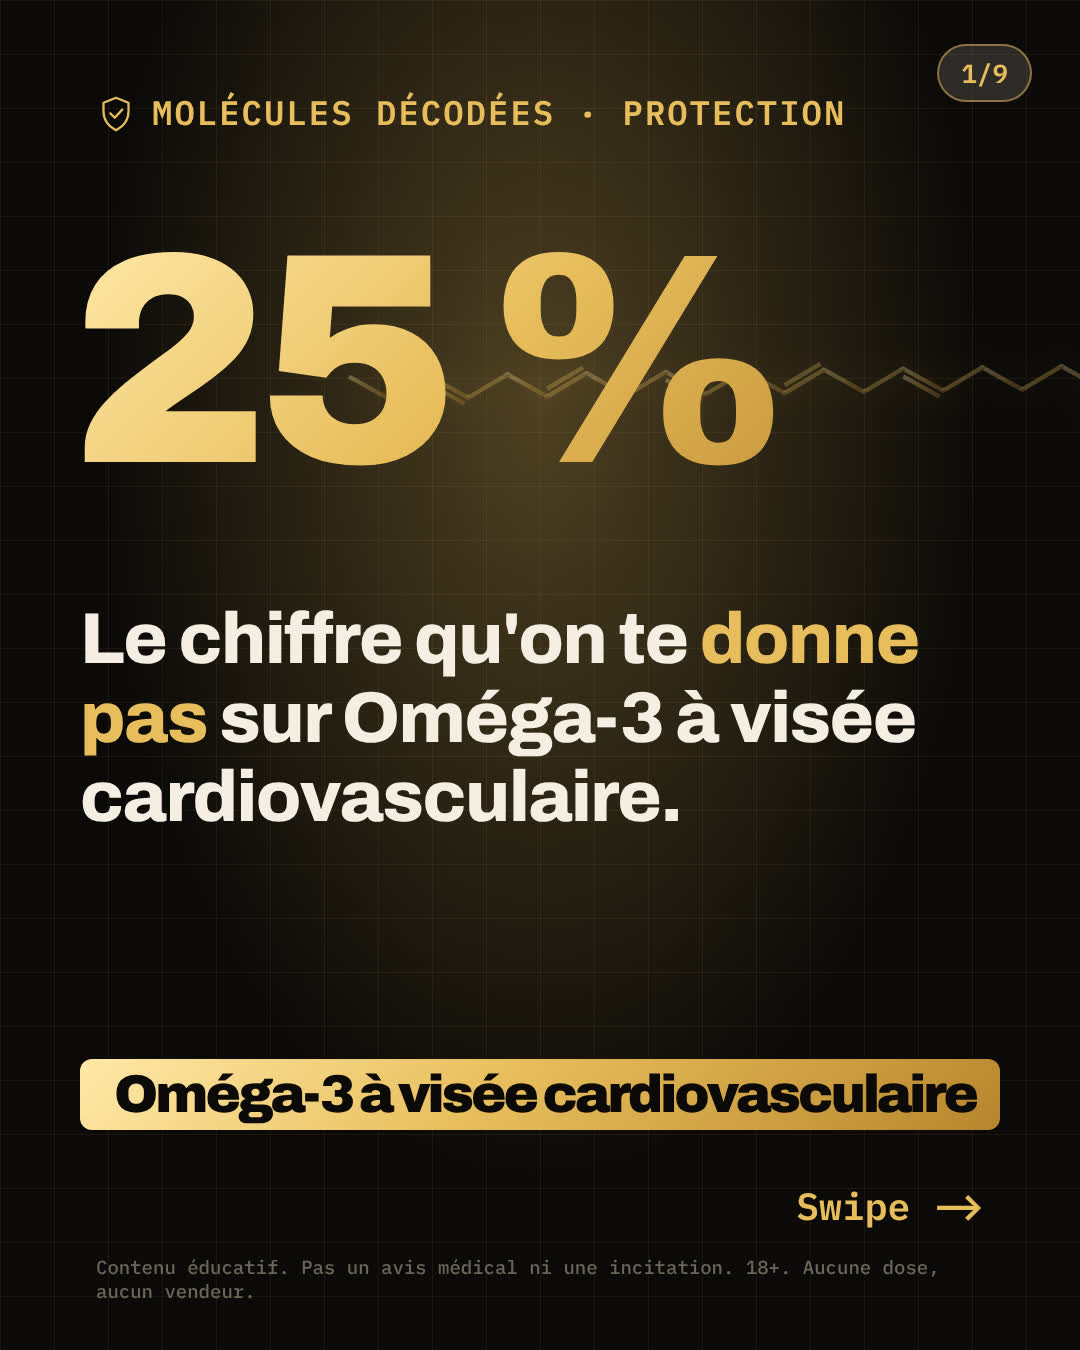 1/9
MOLÉCULES DÉCODÉES · PROTECTION
25 %
Le chiffre qu'on te donne
pas sur Oméga-3 à visée
cardiovasculaire.
Oméga-3 à visée cardiovasculaire
Swipe →
Contenu éducatif. Pas un avis médical ni une incitation. 18+. Aucune dose,
aucun vendeur.